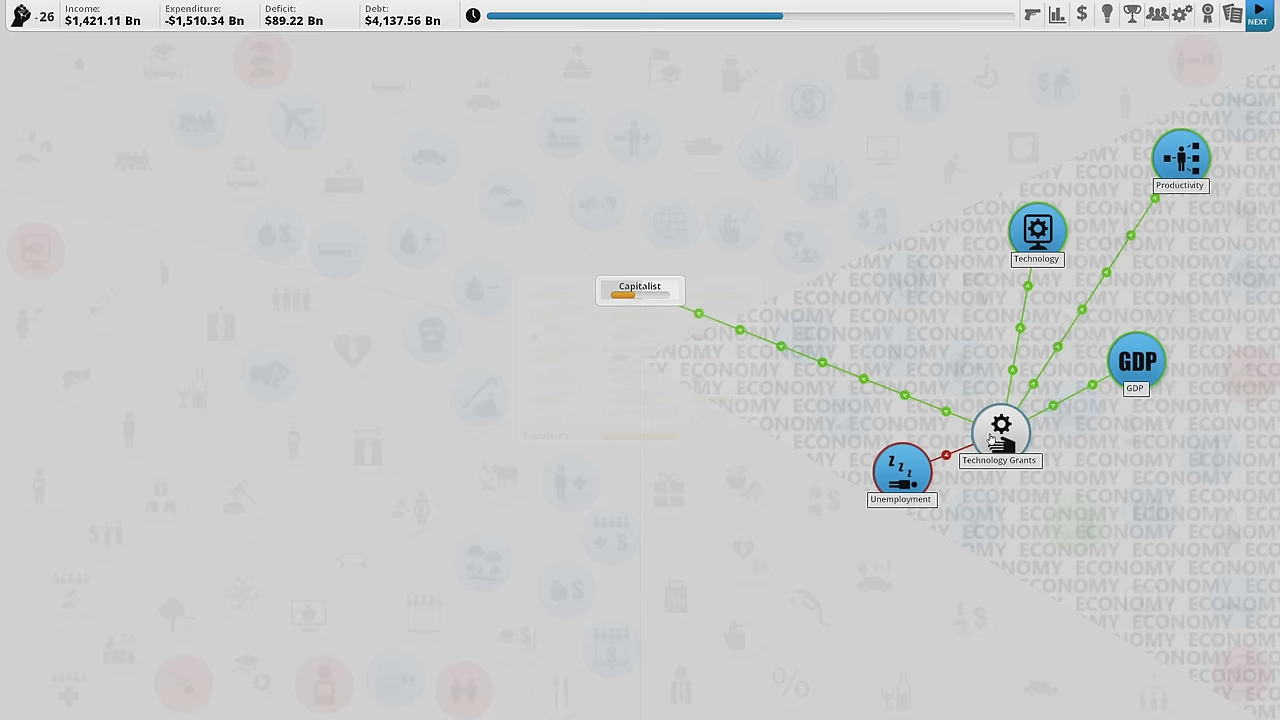 -26
Income:
$1,421.11 Bn
Expenditure:
-$1,510.34 Bn
Deficit:
$89.22 Bn
Debt:
$4,137.56 Bn
NEXT
Productivity
Technology
Capitalist
GDP
GDP
Technology Grants
Z Z Z
Unemployment
Popularity
ECONOMY ECONOMY ECONOMY